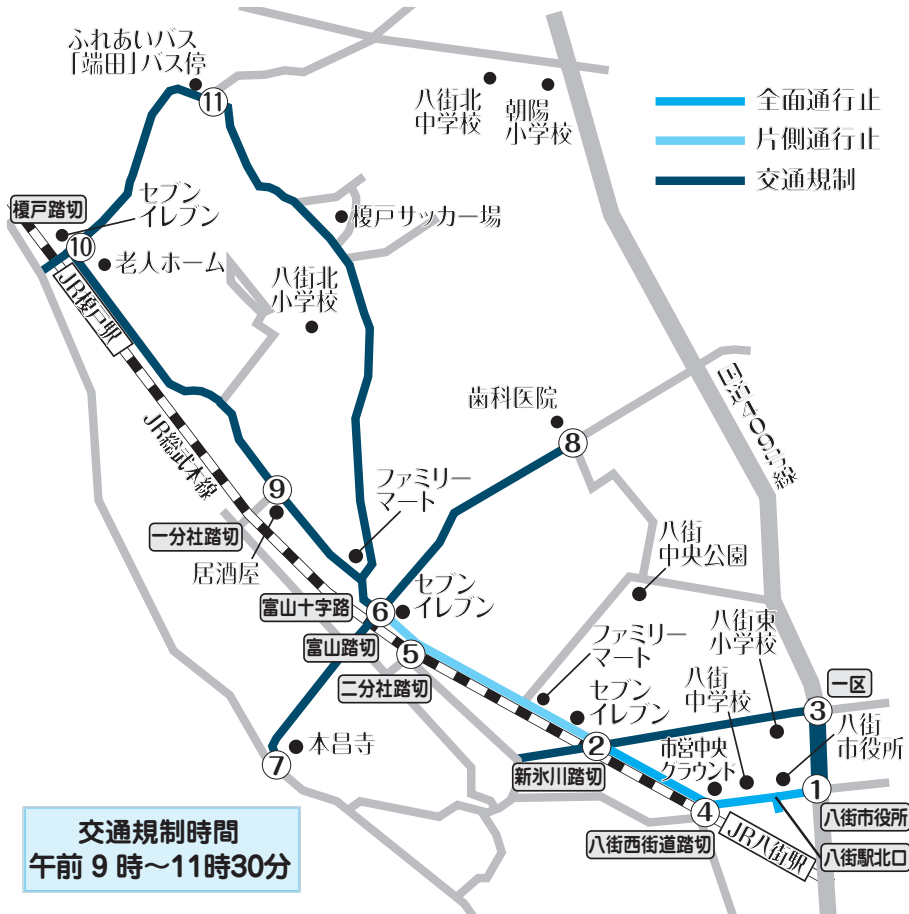 ふれあいバス
「端田」バス停
⑪
八街北
中学校
朝陽
小学校
全面通行止
片側通行止
交通規制
榎戸踏切
セブン
イレブン
⑩
老人ホーム
榎戸サッカー場
八街北
小学校
JR榎戸駅
JR総武本線
国道409号線
歯科医院
⑧
⑨
ファミリー
マート
一分社踏切
居酒屋
八街
中央公園
富山十字路
⑥
セブン
イレブン
富山踏切
⑤
二分社踏切
ファミリー
マート
八街東
小学校
八街
中学校
一区
③
セブン
イレブン
八街
市役所
②
市営中央
グラウンド
本昌寺
⑦
新氷川踏切
①
④
八街市役所
八街西街道踏切
JR八街駅
八街駅北口
交通規制時間
午前 9 時〜11時30分